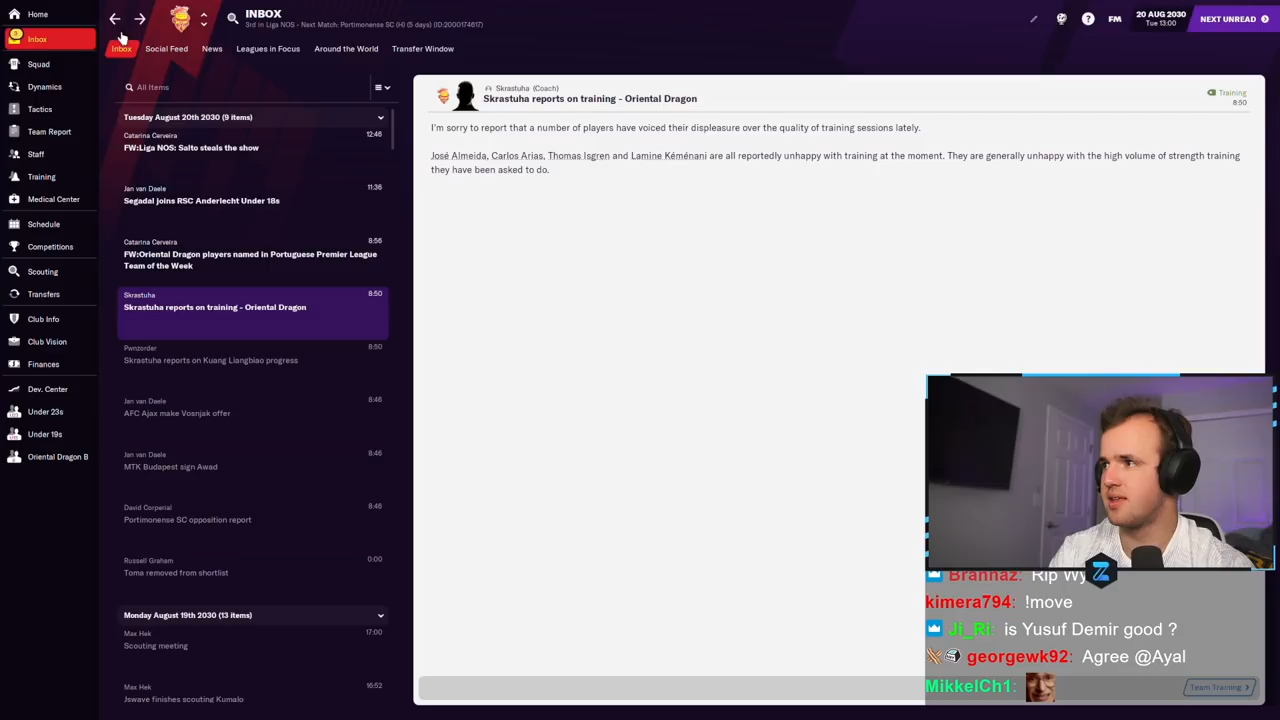 Home
Inbox
Squad
Dynamics
Tactics
Team Report
Staff
Training
Medical Center
Schedule
Competitions
Scouting
Transfers
Club Info
Club Vision
Finances
Dev. Center
Under 23s
Under 19s
Oriental Dragon B
INBOX
3rd in Liga NOS - Next Match: Portimonense SC (H) (5 days) (ID:2000174617)
FM
20 AUG 2030
Tue 13:00
NEXT UNREAD
Inbox
Social Feed
News
Leagues in Focus
Around the World
Transfer Window
All Items
Tuesday August 20th 2030 (9 items)
Catarina Cerveira 12:46
FW:Liga NOS: Salto steals the show
Jan van Daele 11:36
Segadal joins RSC Anderlecht Under 18s
Catarina Cerveira 8:56
FW:Oriental Dragon players named in Portuguese Premier League
Team of the Week
Skrastuha 8:50
Skrastuha reports on training - Oriental Dragon
Pwnzorder 8:50
Skrastuha reports on Kuang Liangbiao progress
Jan van Daele 8:46
AFC Ajax make Vosnjak offer
Jan van Daele 8:46
MTK Budapest sign Awad
David Corperial 8:46
Portimonense SC opposition report
Russell Graham 0:00
Toma removed from shortlist
Monday August 19th 2030 (13 items)
Max Hek 17:00
Scouting meeting
Max Hek 16:52
Jswave finishes scouting Kumalo
Skrastuha (Coach)
Skrastuha reports on training - Oriental Dragon
Training
8:50
I'm sorry to report that a number of players have voiced their displeasure over the quality of training sessions lately.
José Almeida, Carlos Arias, Thomas Isgren and Lamine Kéménani are all reportedly unhappy with training at the moment. They are generally unhappy with the high volume of strength training
they have been asked to do.
Brannaz: Rip Wy
kimera794: !move
Ji_Ri: is Yusuf Demir good ?
georgewk92: Agree @Ayal
MikkelCh1:
Team Training